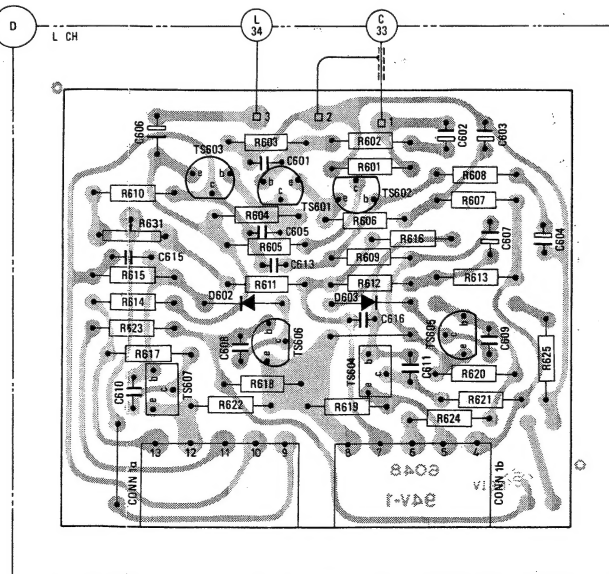 D
L CH
L
34
C
33
3
2
1
C606
TS603
R603
R602
C602
C603
C601
R601
e
b
c
e
b
c
e
b
c
R608
R610
TS601
TS602
R604
R606
R607
R631
C605
R616
C607
C604
R605
C615
C613
R609
R615
R611
R612
R613
D602
D603
R614
C616
R623
C608
b
c
e
TS606
TS605
b
c
e
C609
R625
R617
C610
b
c
e
TS607
R618
TS604
b
c
e
C611
R620
R622
R619
R621
R624
13
12
11
10
9
8
7
6
5
4
CONN 1a
CONN 1b
6048
94V-1